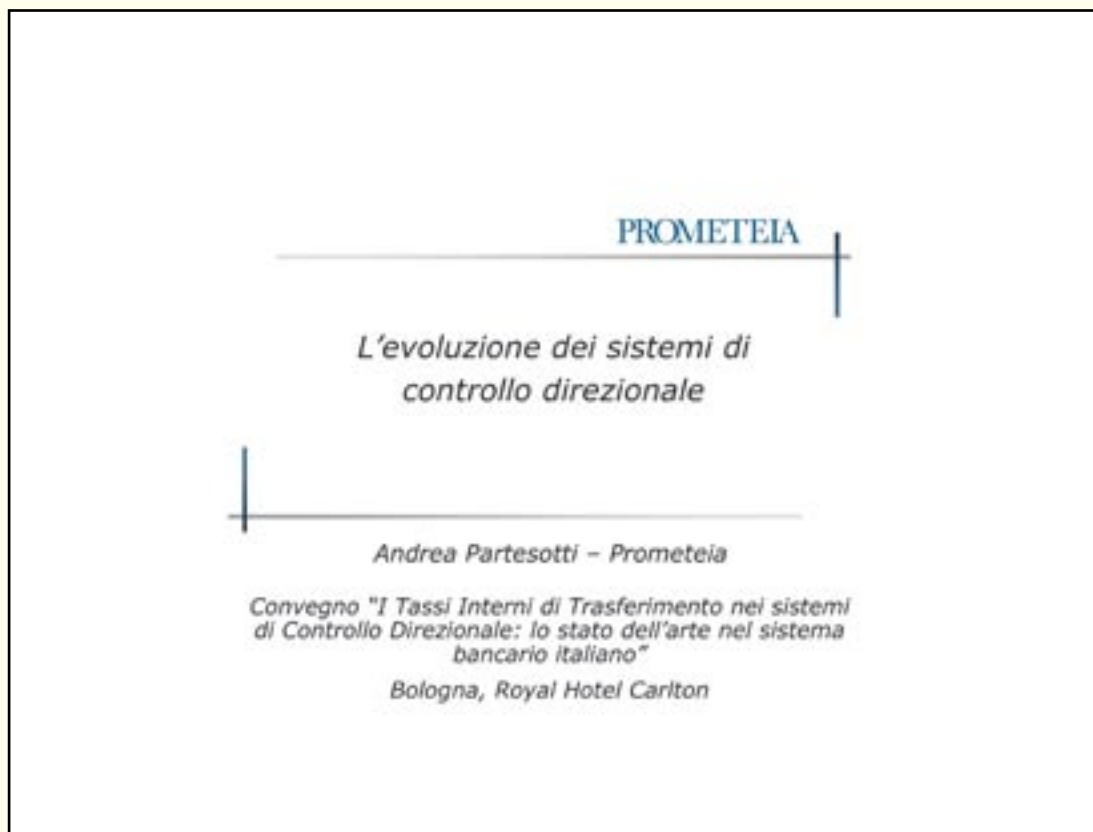 PROMETEIA
L'evoluzione dei sistemi di
controllo direzionale
Andrea Partesotti – Prometeia
Convegno "I Tassi Interni di Trasferimento nei sistemi
di Controllo Direzionale: lo stato dell'arte nel sistema
bancario italiano"
Bologna, Royal Hotel Carlton